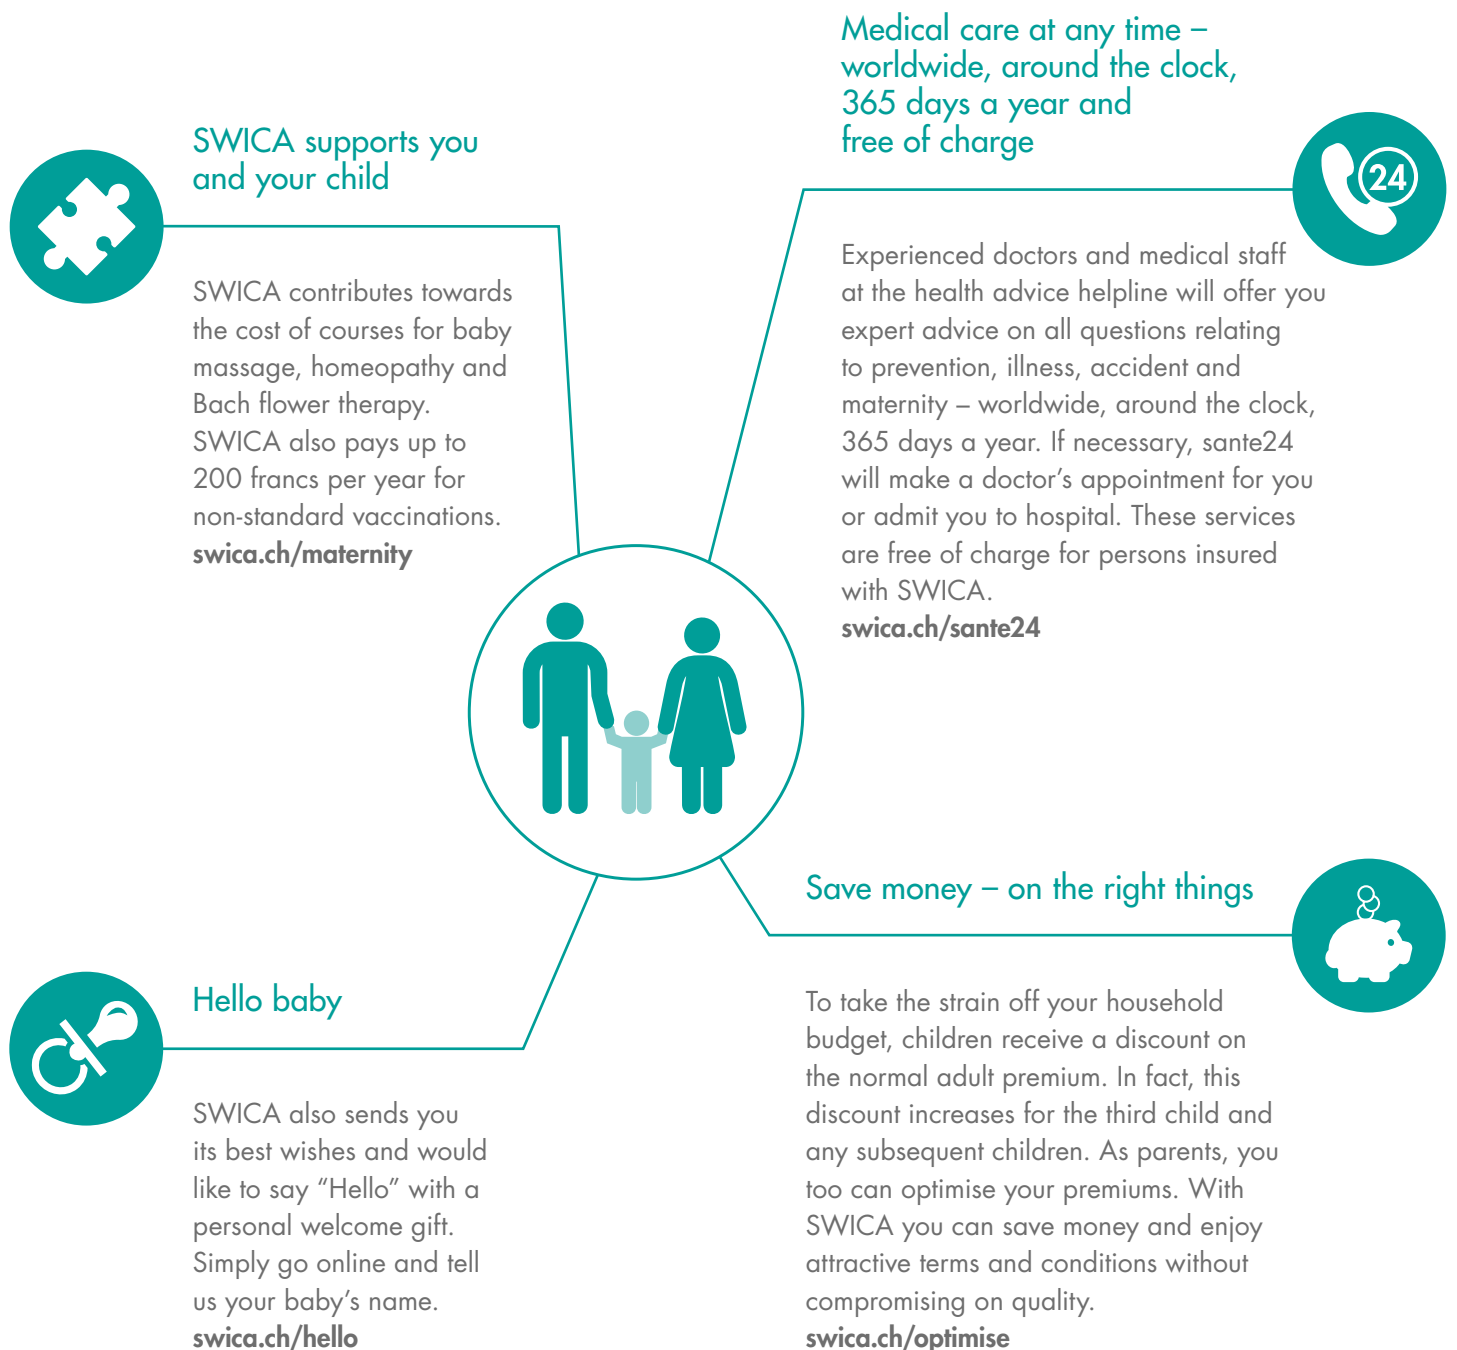 SWICA supports you
and your child
SWICA contributes towards
the cost of courses for baby
massage, homeopathy and
Bach flower therapy.
SWICA also pays up to
200 francs per year for
non-standard vaccinations.
swica.ch/maternity
Medical care at any time –
worldwide, around the clock,
365 days a year and
free of charge
24
Experienced doctors and medical staff
at the health advice helpline will offer you
expert advice on all questions relating
to prevention, illness, accident and
maternity – worldwide, around the clock,
365 days a year. If necessary, sante24
will make a doctor’s appointment for you
or admit you to hospital. These services
are free of charge for persons insured
with SWICA.
swica.ch/sante24
Hello baby
SWICA also sends you
its best wishes and would
like to say “Hello” with a
personal welcome gift.
Simply go online and tell
us your baby’s name.
swica.ch/hello
Save money – on the right things
To take the strain off your household
budget, children receive a discount on
the normal adult premium. In fact, this
discount increases for the third child and
any subsequent children. As parents, you
too can optimise your premiums. With
SWICA you can save money and enjoy
attractive terms and conditions without
compromising on quality.
swica.ch/optimise